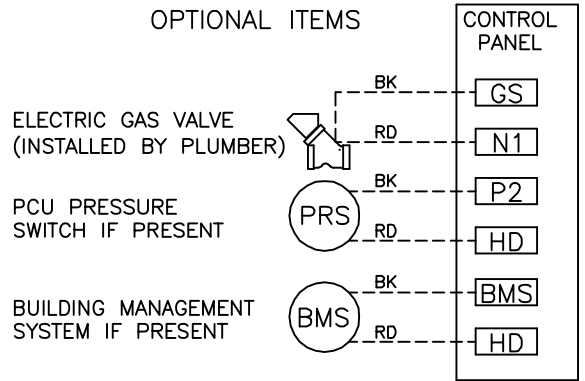 OPTIONAL ITEMS
CONTROL
PANEL
BK
GS
ELECTRIC GAS VALVE
(INSTALLED BY PLUMBER)
RD
N1
BK
P2
PCU PRESSURE
SWITCH IF PRESENT
PRS
RD
HD
BK
BMS
BUILDING MANAGEMENT
SYSTEM IF PRESENT
BMS
RD
HD